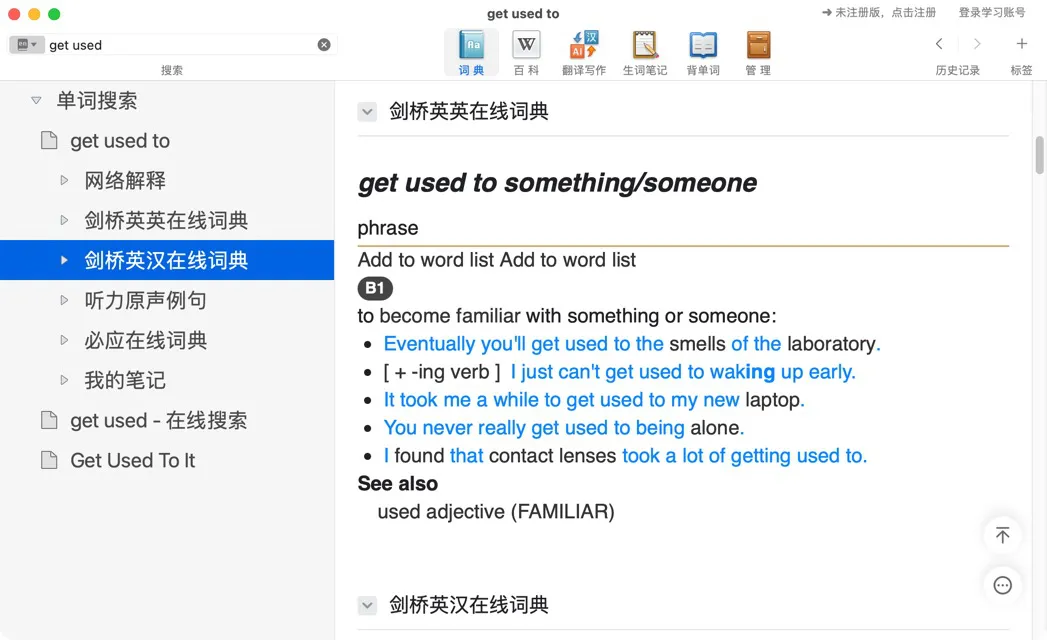 get used to
➔ 未注册版，点击注册 登录学习账号
get used
搜索
词 典 百 科 翻译写作 生词笔记 背单词 管 理
历史记录 标签
单词搜索
get used to
网络解释
剑桥英英在线词典
剑桥英汉在线词典
听力原声例句
必应在线词典
我的笔记
get used - 在线搜索
Get Used To It
剑桥英英在线词典
get used to something/someone
phrase
Add to word list Add to word list
B1
to become familiar with something or someone:
• Eventually you'll get used to the smells of the laboratory.
• [ + -ing verb ] I just can't get used to waking up early.
• It took me a while to get used to my new laptop.
• You never really get used to being alone.
• I found that contact lenses took a lot of getting used to.
See also
used adjective (FAMILIAR)
剑桥英汉在线词典